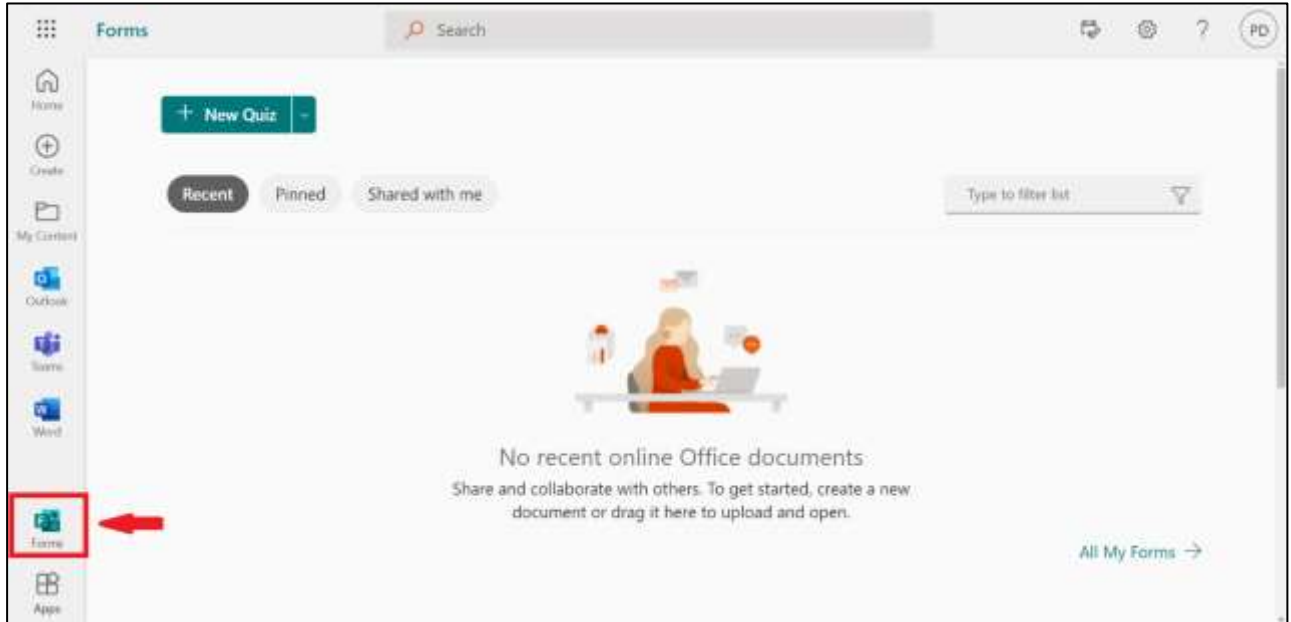 Forms
Search
?
PD
Home
Create
My Content
Outlook
Teams
Word
Forms
Apps
+ New Quiz
Recent
Pinned
Shared with me
Type to filter list
No recent online Office documents
Share and collaborate with others. To get started, create a new
document or drag it here to upload and open.
All My Forms →